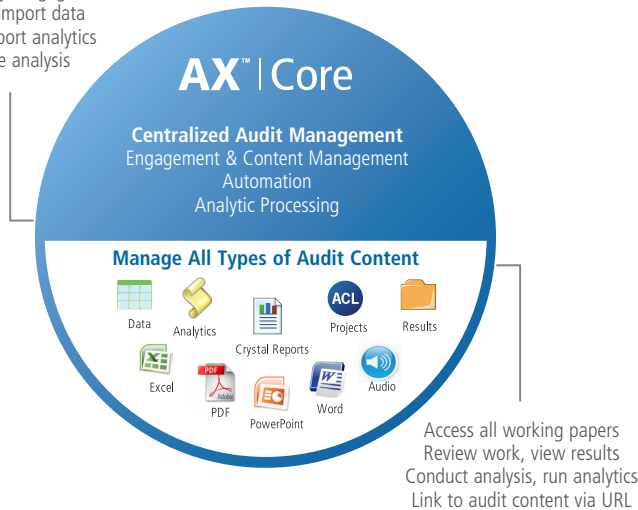 import data
port analytics
analysis
AX™ | Core
Centralized Audit Management
Engagement & Content Management
Automation
Analytic Processing
Manage All Types of Audit Content
Data
Analytics
Crystal Reports
ACL
Projects
Results
Excel
PDF
Adobe
PDF
PowerPoint
Word
Audio
Access all working papers
Review work, view results
Conduct analysis, run analytics
Link to audit content via URL